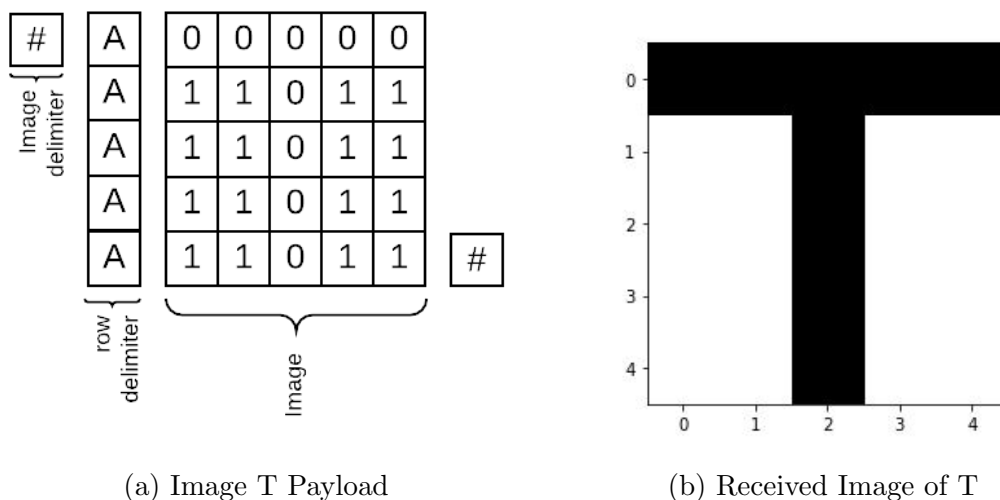 # A 0 0 0 0 0
A 1 1 0 1 1
A 1 1 0 1 1
A 1 1 0 1 1
A 1 1 0 1 1 #
Image
delimiter
row
delimiter
Image
0
1
2
3
4
0 1 2 3 4
(a) Image T Payload
(b) Received Image of T